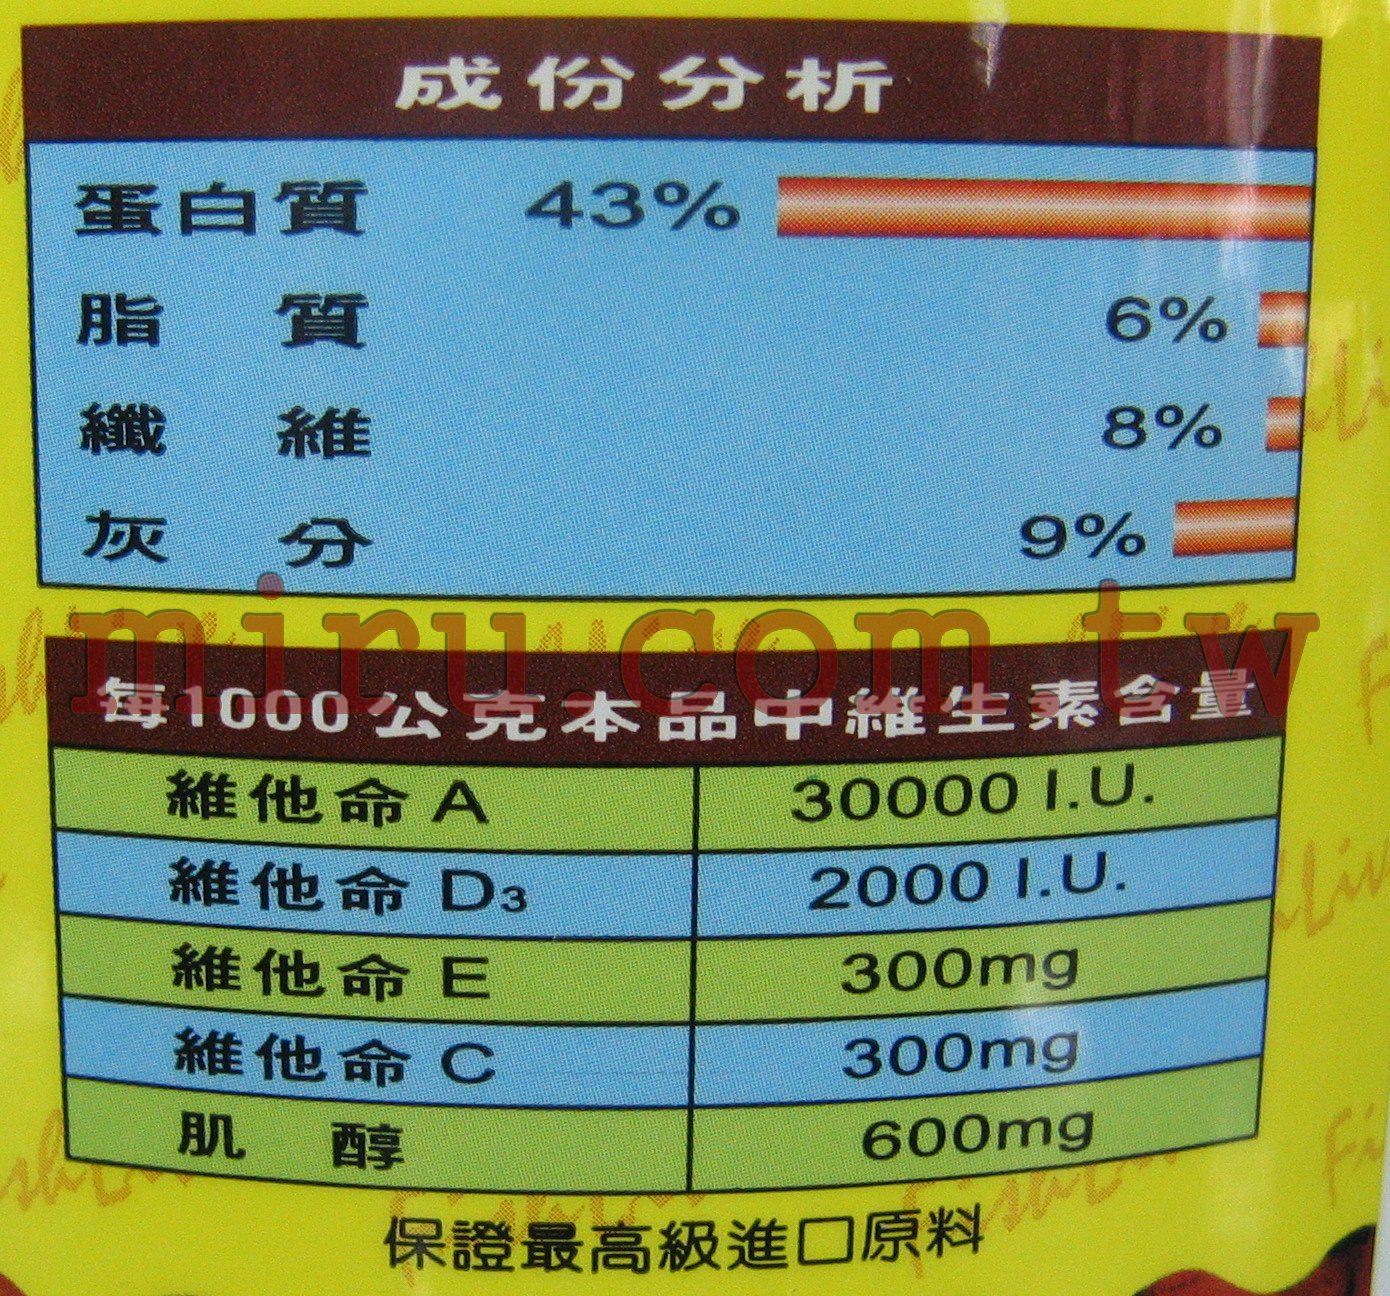 成份分析
蛋白質 43%
脂質 6%
纖維 8%
灰分 9%
miru.com.tw
每1000公克本品中維生素含量
維他命A 30000 I.U.
維他命D₃ 2000 I.U.
維他命E 300mg
維他命C 300mg
肌醇 600mg
保證最高級進口原料